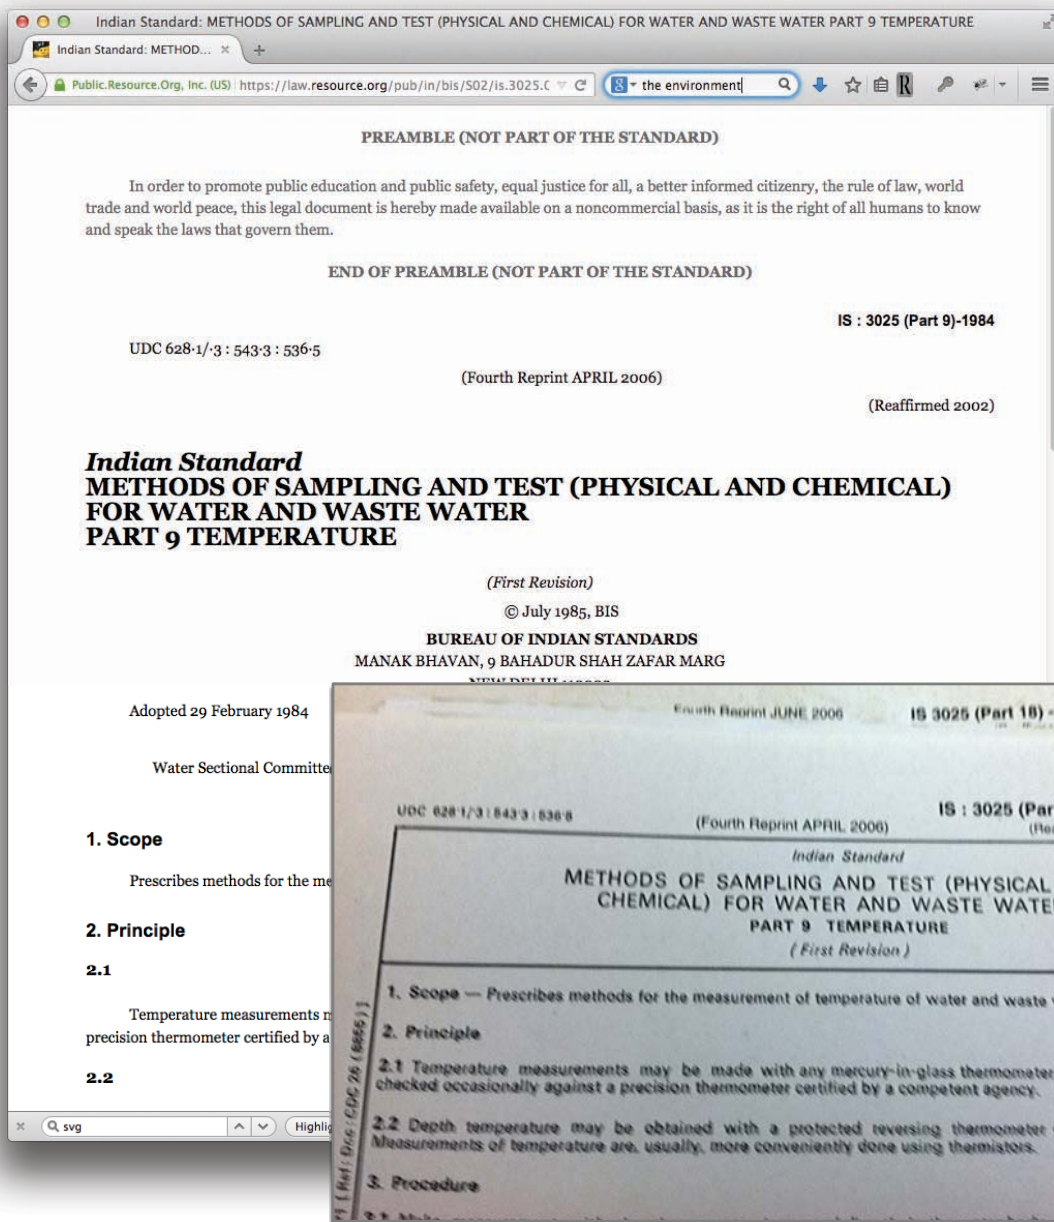 Indian Standard: METHODS OF SAMPLING AND TEST (PHYSICAL AND CHEMICAL) FOR WATER AND WASTE WATER PART 9 TEMPERATURE
Indian Standard: METHOD...
Public.Resource.Org, Inc. (US) https://law.resource.org/pub/in/bis/S02/is.3025.0 the environment
PREAMBLE (NOT PART OF THE STANDARD)
In order to promote public education and public safety, equal justice for all, a better informed citizenry, the rule of law, world
trade and world peace, this legal document is hereby made available on a noncommercial basis, as it is the right of all humans to know
and speak the laws that govern them.
END OF PREAMBLE (NOT PART OF THE STANDARD)
IS : 3025 (Part 9)-1984
UDC 628·1/·3 : 543·3 : 536·5
(Fourth Reprint APRIL 2006)
(Reaffirmed 2002)
Indian Standard
METHODS OF SAMPLING AND TEST (PHYSICAL AND CHEMICAL)
FOR WATER AND WASTE WATER
PART 9 TEMPERATURE
(First Revision)
© July 1985, BIS
BUREAU OF INDIAN STANDARDS
MANAK BHAVAN, 9 BAHADUR SHAH ZAFAR MARG
NEW DELHI
Adopted 29 February 1984
Water Sectional Committe
1. Scope
Prescribes methods for the me
2. Principle
2.1
Temperature measurements m
precision thermometer certified by a
2.2
svg
Highlig
Fourth Reprint JUNE 2006 IS 3025 (Part 18) -
UDC 628·1/·3 : 543·3 : 536·5
(Fourth Reprint APRIL 2006)
IS : 3025 (Par
(Rea
Indian Standard
METHODS OF SAMPLING AND TEST (PHYSICAL
CHEMICAL) FOR WATER AND WASTE WATE
PART 9 TEMPERATURE
( First Revision )
1. Scope — Prescribes methods for the measurement of temperature of water and waste
2. Principle
2.1 Temperature measurements may be made with any mercury-in-glass thermometer
checked occasionally against a precision thermometer certified by a competent agency.
2.2 Depth temperature may be obtained with a protected reversing thermometer
Measurements of temperature are, usually, more conveniently done using thermistors.
3. Procedure
[ Ref : Doc : CDC 26 ( 6866 ) ]